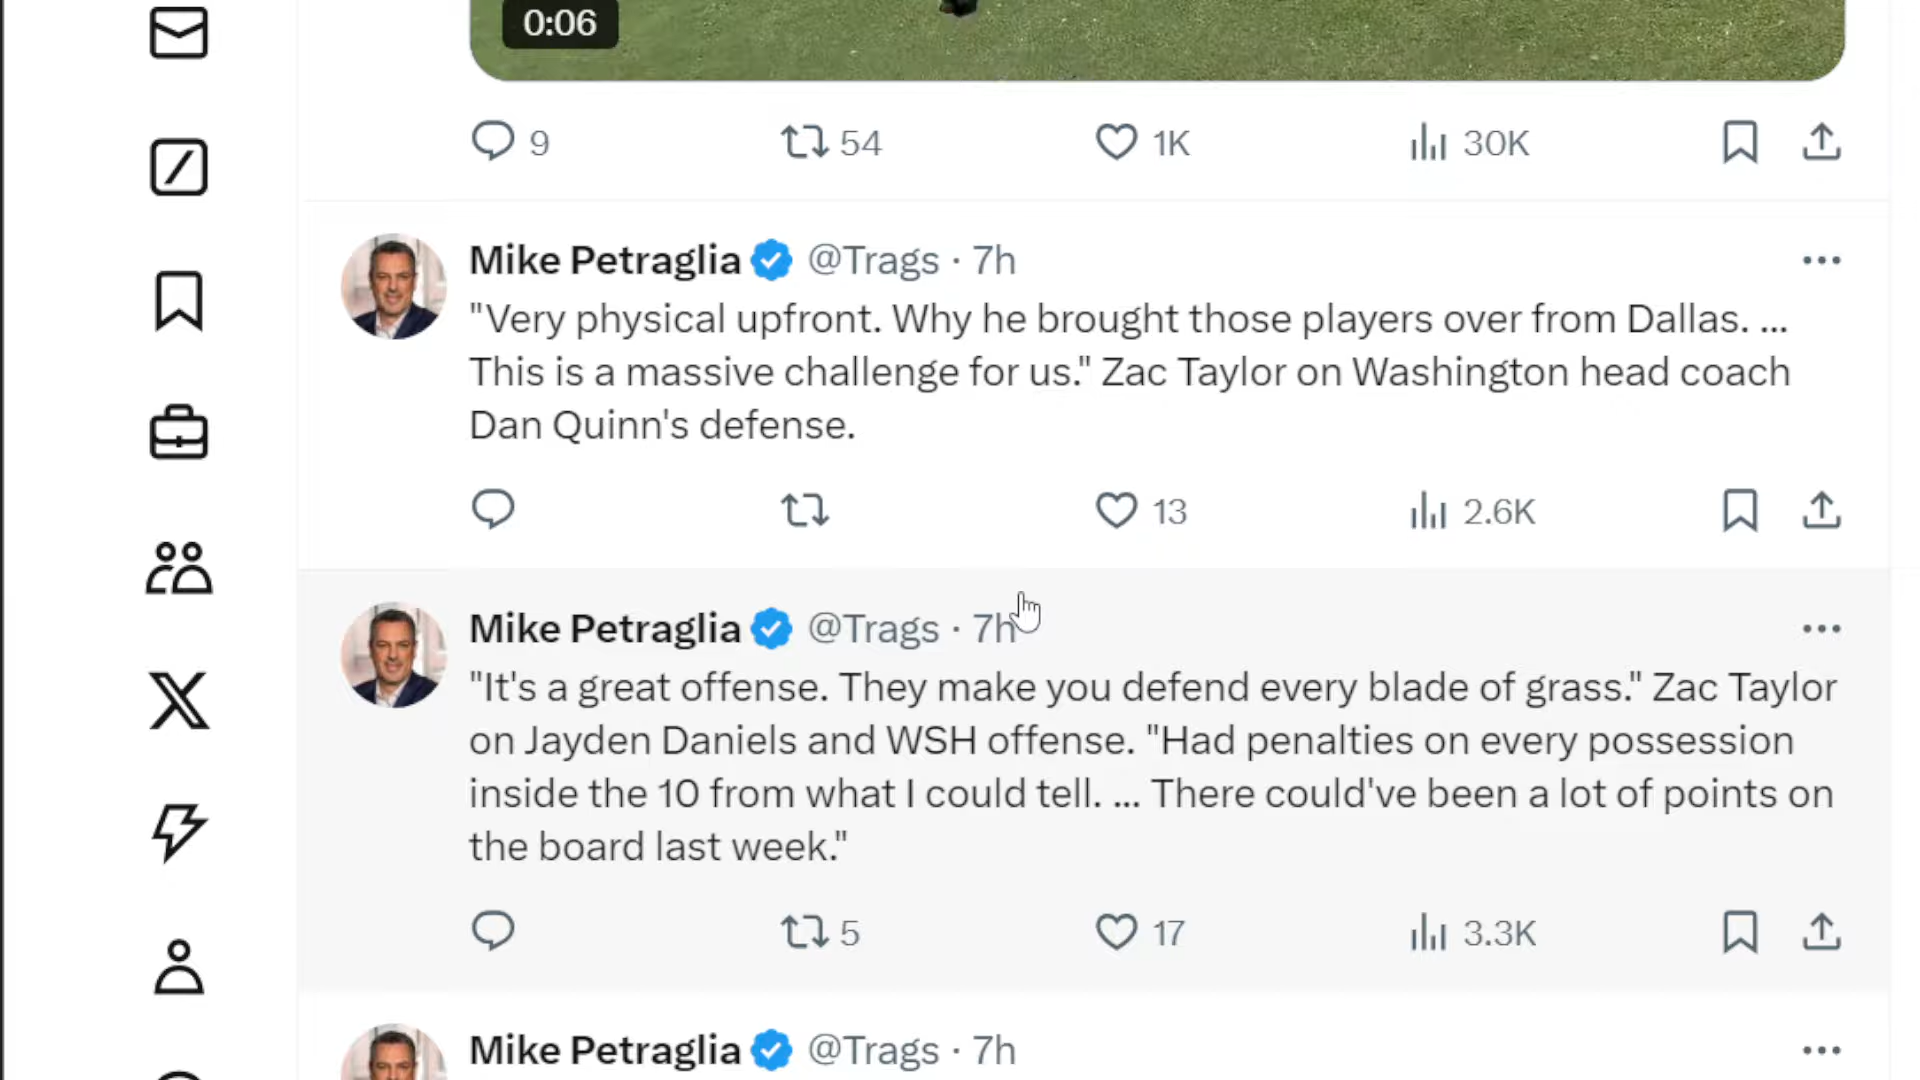 0:06
9 54 1K 30K
Mike Petraglia @Trags · 7h
"Very physical upfront. Why he brought those players over from Dallas. ...
This is a massive challenge for us." Zac Taylor on Washington head coach
Dan Quinn's defense.
13 2.6K
Mike Petraglia @Trags · 7h
"It's a great offense. They make you defend every blade of grass." Zac Taylor
on Jayden Daniels and WSH offense. "Had penalties on every possession
inside the 10 from what I could tell. ... There could've been a lot of points on
the board last week."
5 17 3.3K
Mike Petraglia @Trags · 7h